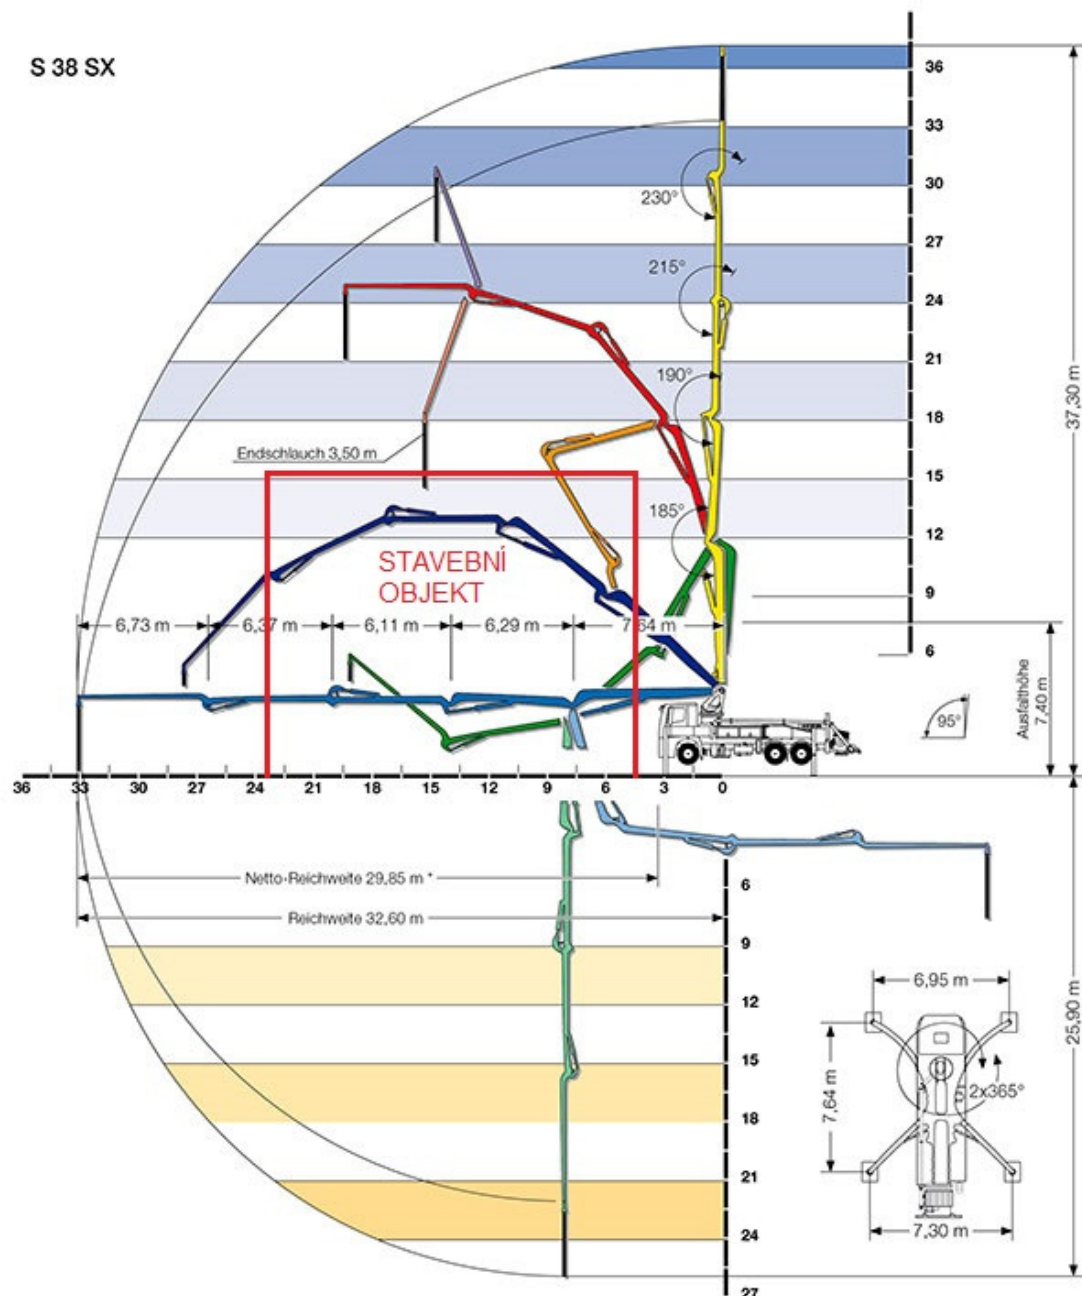 S 38 SX
36
33
230°
30
27
215°
24
21
190°
18
37,30 m
Endschlauch 3,50 m
15
185°
12
STAVEBNÍ
OBJEKT
9
6,73 m
6,37 m
6,11 m
6,29 m
7,64 m
6
Ausfalthöhe
7,40 m
95°
36
33
30
27
24
21
18
15
12
9
6
3
0
Netto-Reichweite 29,85 m *
6
Reichweite 32,60 m
9
6,95 m
12
25,90 m
15
7,64 m
2x365°
18
21
7,30 m
24
27